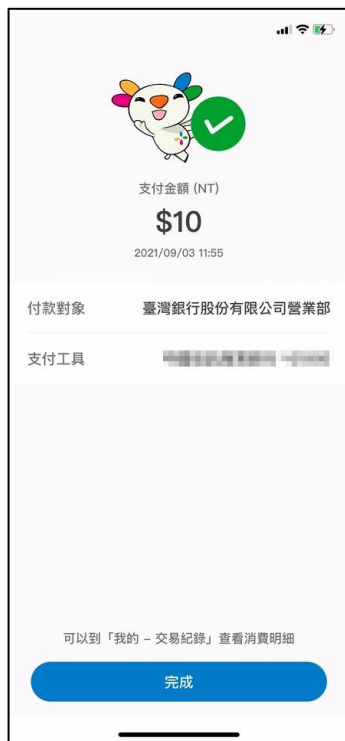 支付金額 (NT)
$10
2021/09/03 11:55
付款對象 臺灣銀行股份有限公司營業部
支付工具
可以到「我的 – 交易紀錄」查看消費明細
完成